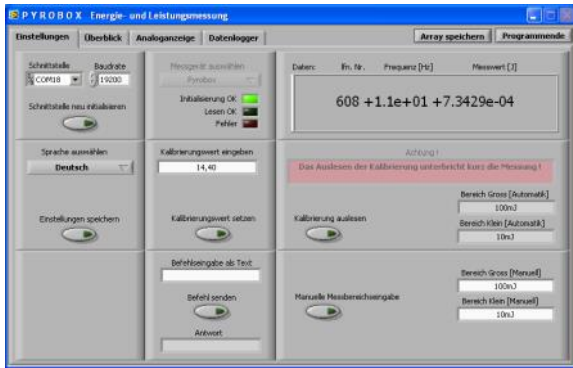 PYROBOX Energie- und Leistungsmessung
Einstellungen
Überblick
Analoganzeige
Datenlogger
Array speichern
Programmende
Schnittstelle
Baudrate
COM18
19200
Schnittstelle neu initialisieren
Messgerät auswählen
Pyrobox
Initialisierung OK
Lesen OK
Fehler
Daten:
lfn. Nr.
Frequenz [Hz]
Messwert [J]
608 +1.1e+01 +7.3429e-04
Sprache auswählen
Deutsch
Einstellungen speichern
Kalibrierungswert eingeben
14,40
Kalibrierungswert setzen
Achtung !
Das Auslesen der Kalibrierung unterbricht kurz die Messung !
Kalibrierung auslesen
Bereich Gross [Automatik]
100mJ
Bereich Klein [Automatik]
10mJ
Befehlseingabe als Text
Befehl senden
Antwort
Manuelle Messbereichseingabe
Bereich Gross [Manuell]
100mJ
Bereich Klein [Manuell]
10mJ